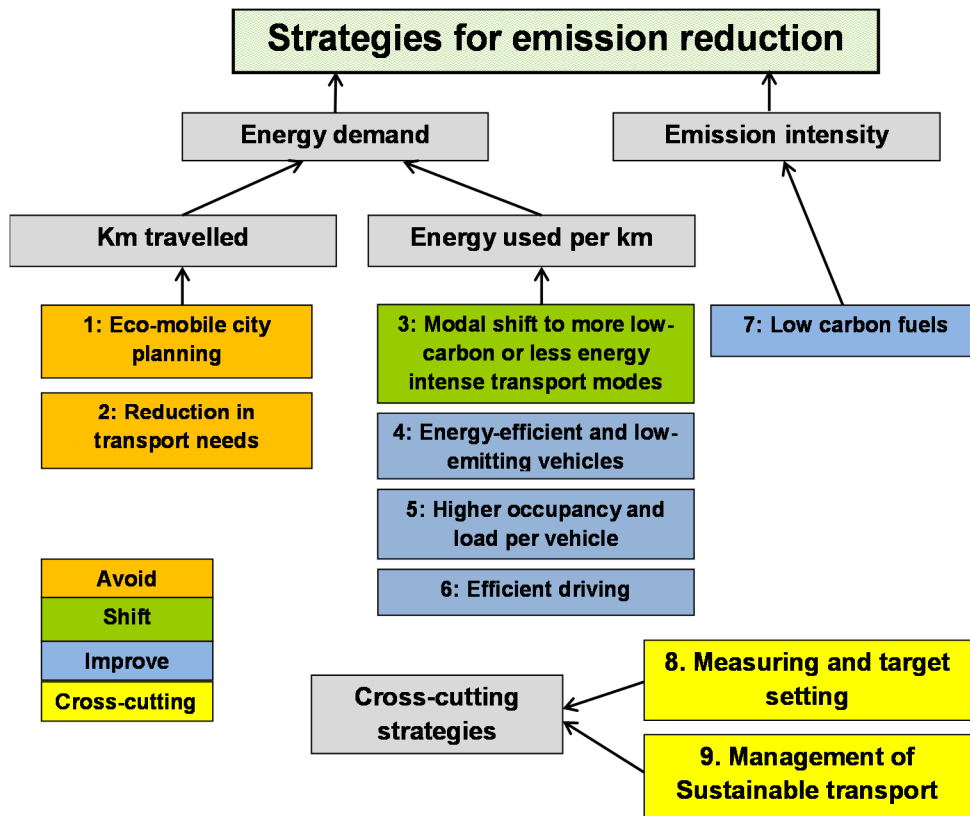 Strategies for emission reduction
Energy demand
Emission intensity
Km travelled
Energy used per km
1: Eco-mobile city
planning
2: Reduction in
transport needs
3: Modal shift to more low-
carbon or less energy
intense transport modes
4: Energy-efficient and low-
emitting vehicles
5: Higher occupancy and
load per vehicle
6: Efficient driving
7: Low carbon fuels
Avoid
Shift
Improve
Cross-cutting
Cross-cutting
strategies
8. Measuring and target
setting
9. Management of
Sustainable transport